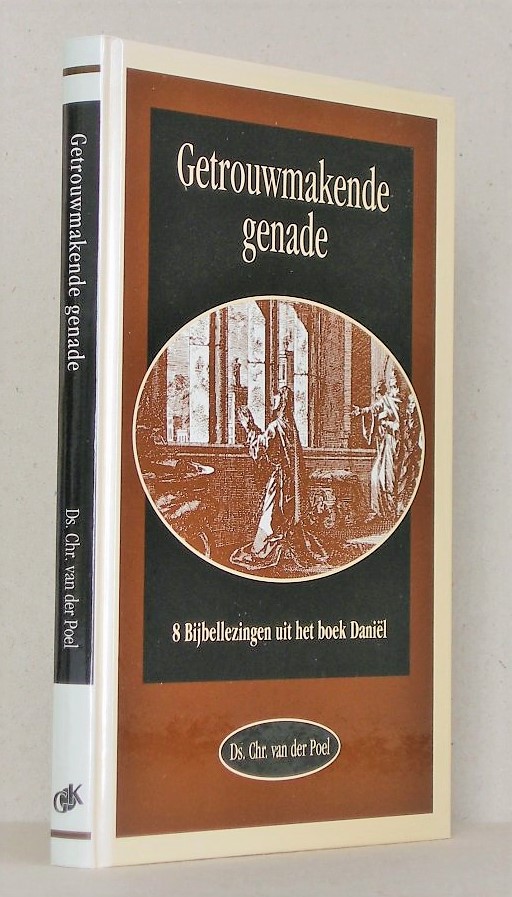 Getrouwmakende
genade
8 Bijbellezingen uit het boek Daniël
Ds. Chr. van der Poel
Getrouwmakende genade
Ds. Chr. van der Poel
GK